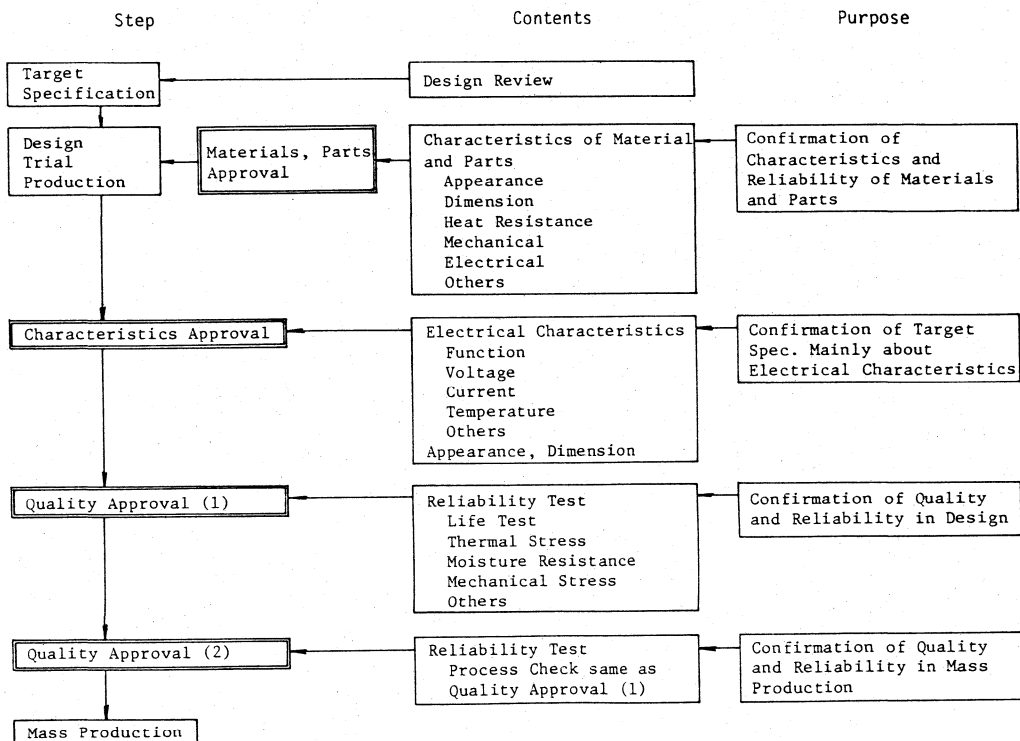 Step
Contents
Purpose
Target
Specification
Design Review
Design
Trial
Production
Materials, Parts
Approval
Characteristics of Material
and Parts
Appearance
Dimension
Heat Resistance
Mechanical
Electrical
Others
Confirmation of
Characteristics and
Reliability of Materials
and Parts
Characteristics Approval
Electrical Characteristics
Function
Voltage
Current
Temperature
Others
Appearance, Dimension
Confirmation of Target
Spec. Mainly about
Electrical Characteristics
Quality Approval (1)
Reliability Test
Life Test
Thermal Stress
Moisture Resistance
Mechanical Stress
Others
Confirmation of Quality
and Reliability in Design
Quality Approval (2)
Reliability Test
Process Check same as
Quality Approval (1)
Confirmation of Quality
and Reliability in Mass
Production
Mass Production